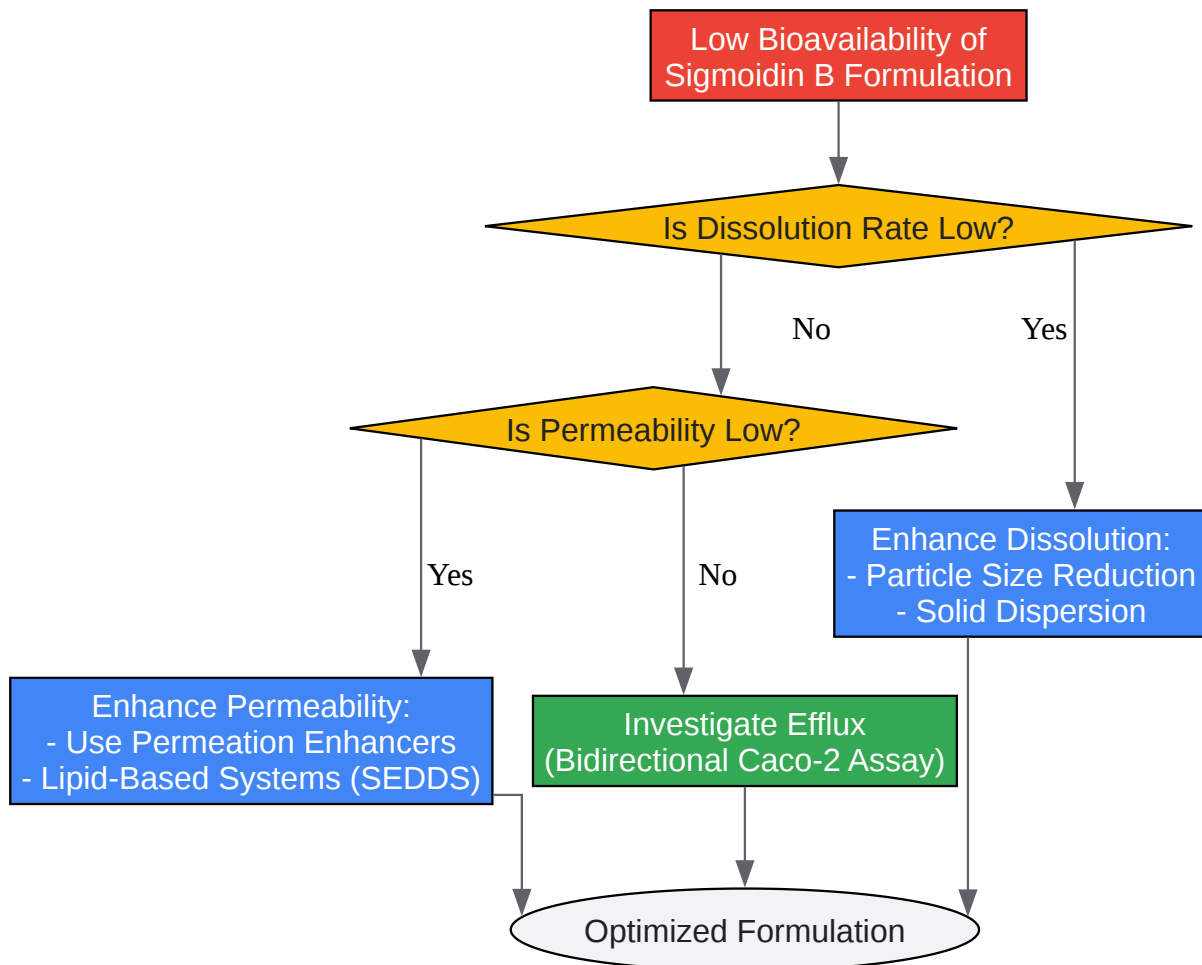 Low Bioavailability of
Sigmoidin B Formulation
Is Dissolution Rate Low?
No
Yes
Is Permeability Low?
Enhance Dissolution:
- Particle Size Reduction
- Solid Dispersion
Yes
No
Enhance Permeability:
- Use Permeation Enhancers
- Lipid-Based Systems (SEDDS)
Investigate Efflux
(Bidirectional Caco-2 Assay)
Optimized Formulation